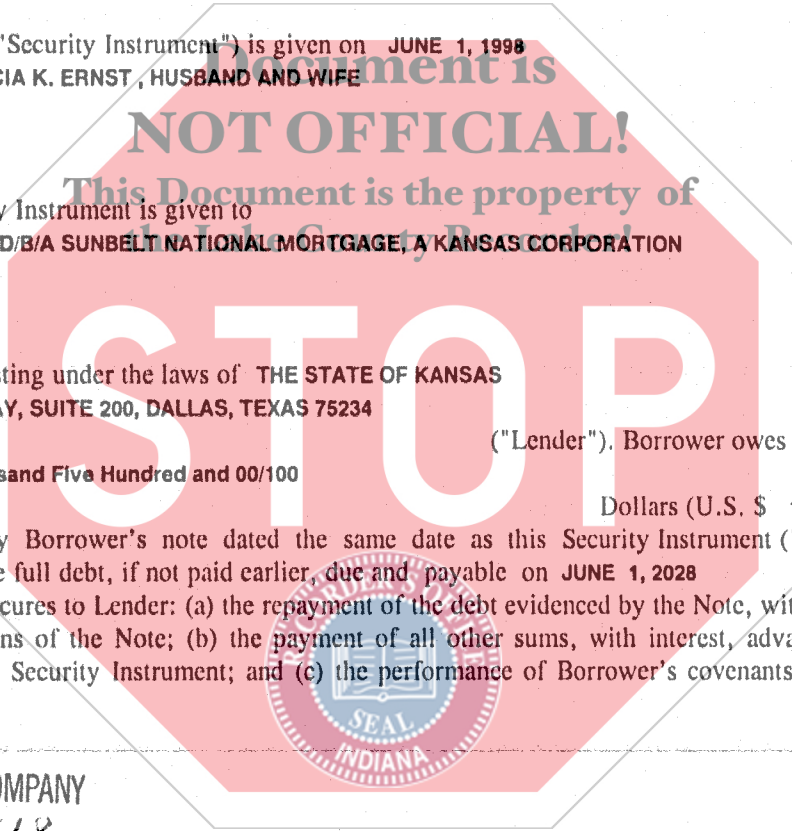 "Security Instrument") is given on JUNE 1, 1998
CIA K. ERNST , HUSBAND AND WIFE
Document is
NOT OFFICIAL!
This Document is the property of
the Lake County Recorder!
y Instrument is given to
D/B/A SUNBELT NATIONAL MORTGAGE, A KANSAS CORPORATION
STOP
sting under the laws of THE STATE OF KANSAS
AY, SUITE 200, DALLAS, TEXAS 75234
("Lender"). Borrower owes
sand Five Hundred and 00/100
Dollars (U.S. $
y Borrower's note dated the same date as this Security Instrument (
e full debt, if not paid earlier, due and payable on JUNE 1, 2028
cures to Lender: (a) the repayment of the debt evidenced by the Note, wit
ns of the Note; (b) the payment of all other sums, with interest, adva
Security Instrument; and (c) the performance of Borrower's covenants
RECORDER'S OFFICE
SEAL
INDIANA
OMPANY